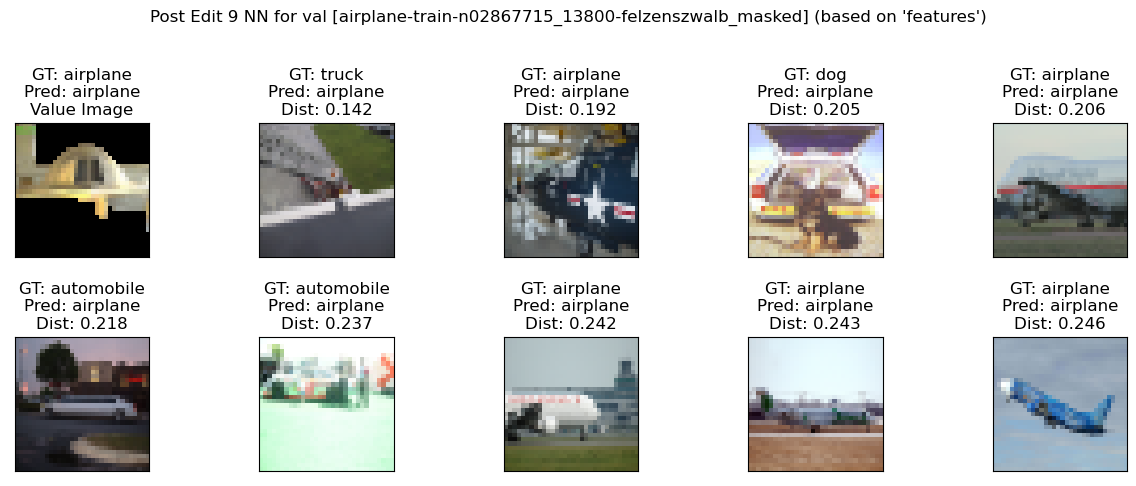 Post Edit 9 NN for val [airplane-train-n02867715_13800-felzenszwalb_masked] (based on 'features')
GT: airplane
Pred: airplane
Value Image
GT: truck
Pred: airplane
Dist: 0.142
GT: airplane
Pred: airplane
Dist: 0.192
GT: dog
Pred: airplane
Dist: 0.205
GT: airplane
Pred: airplane
Dist: 0.206
GT: automobile
Pred: airplane
Dist: 0.218
GT: automobile
Pred: airplane
Dist: 0.237
GT: airplane
Pred: airplane
Dist: 0.242
GT: airplane
Pred: airplane
Dist: 0.243
GT: airplane
Pred: airplane
Dist: 0.246